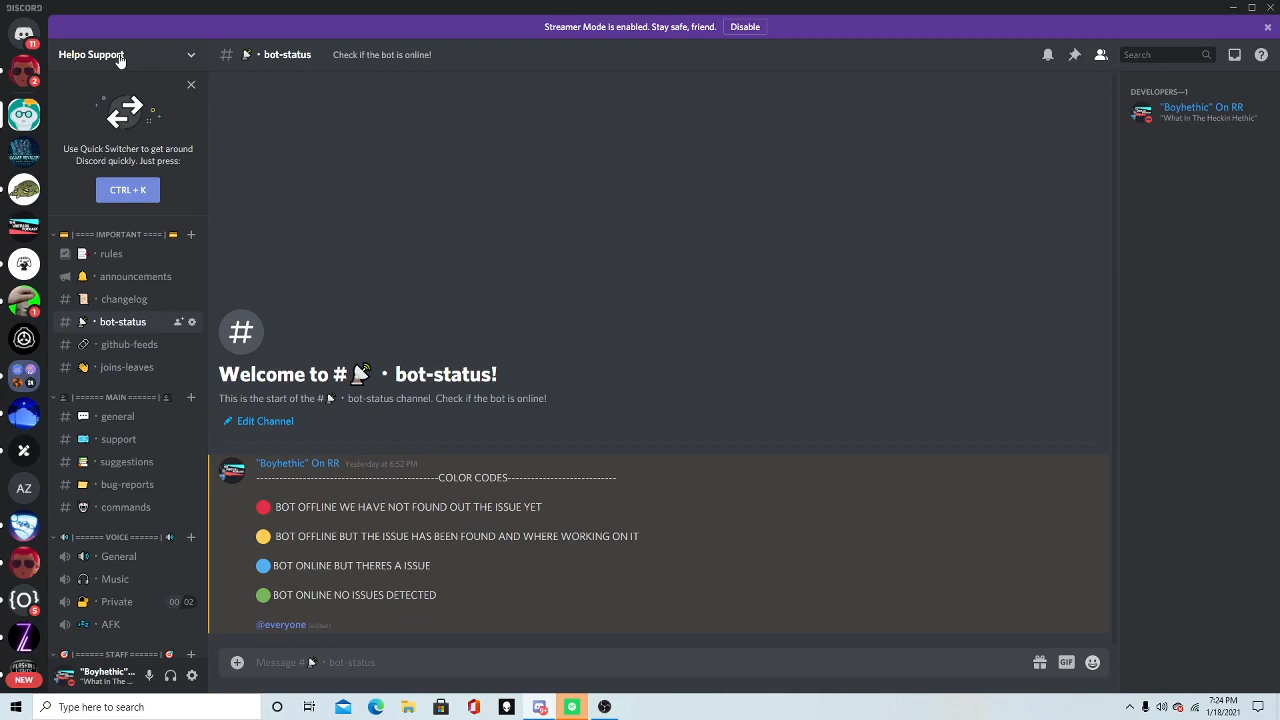 DISCORD
Streamer Mode is enabled. Stay safe, friend. Disable
Helpo Support
# bot-status Check if the bot is online! Search
Use Quick Switcher to get around
Discord quickly. Just press:
CTRL + K
|==== IMPORTANT ====|
rules
announcements
changelog
bot-status
github-feeds
joins-leaves
|====== MAIN ======|
general
support
suggestions
bug-reports
commands
|====== VOICE ======|
General
Music
Private 00 02
AFK
|====== STAFF ======|
"Boyhethic"...
"What In The ...
11
2
1
AZ
5
NEW
Welcome to # • bot-status!
This is the start of the # • bot-status channel. Check if the bot is online!
Edit Channel
"Boyhethic" On RR Yesterday at 6:52 PM
--------------------------------------------COLOR CODES--------------------------
BOT OFFLINE WE HAVE NOT FOUND OUT THE ISSUE YET
BOT OFFLINE BUT THE ISSUE HAS BEEN FOUND AND WHERE WORKING ON IT
BOT ONLINE BUT THERES A ISSUE
BOT ONLINE NO ISSUES DETECTED
@everyone (edited)
Message # • bot-status
GIF
DEVELOPERS—1
"Boyhethic" On RR
"What In The Heckin Hethic"
Type here to search
7:24 PM
1/18/2021